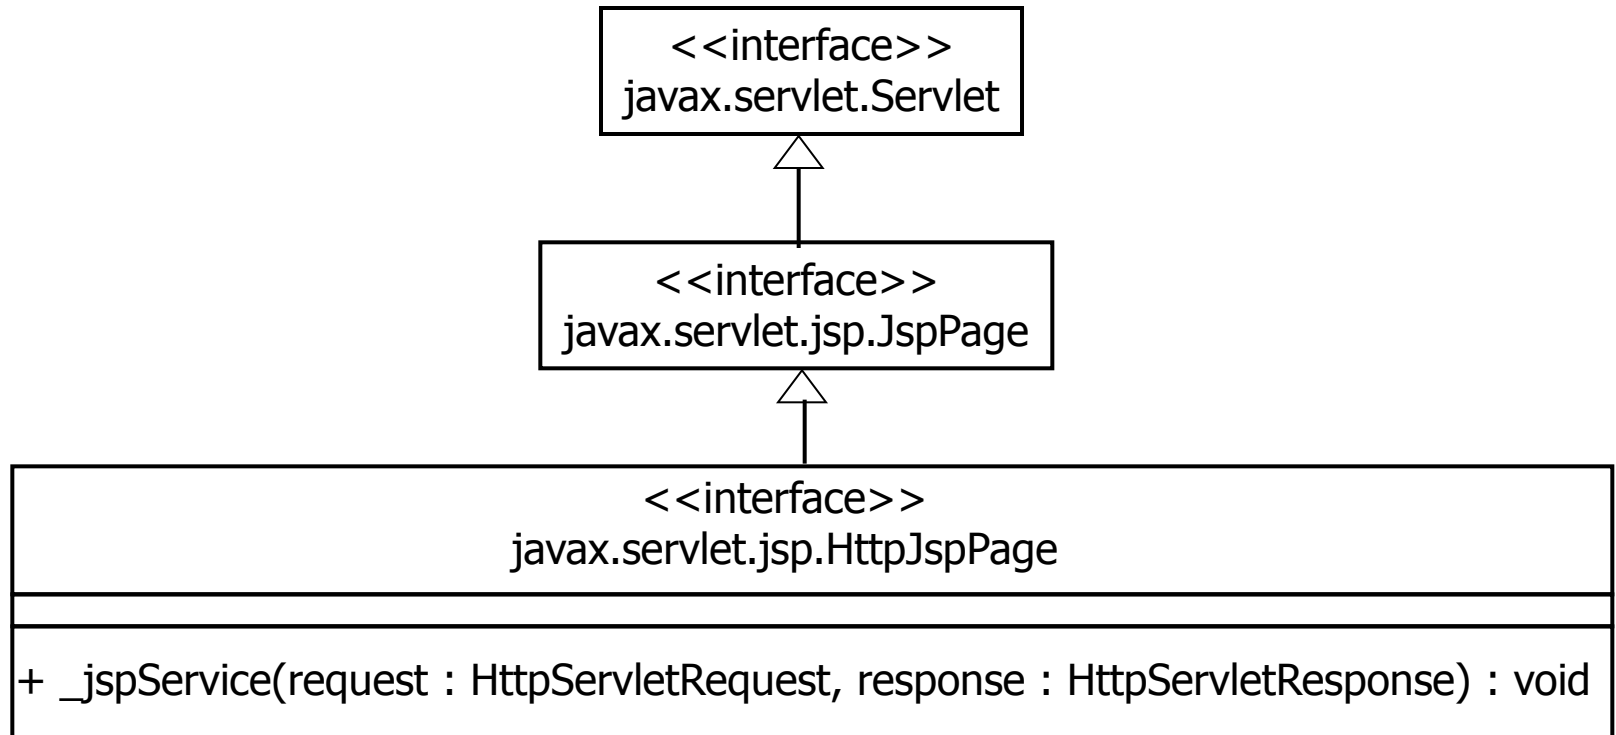 <<interface>>
javax.servlet.Servlet
<<interface>>
javax.servlet.jsp.JspPage
<<interface>>
javax.servlet.jsp.HttpJspPage
+ _jspService(request : HttpServletRequest, response : HttpServletResponse) : void